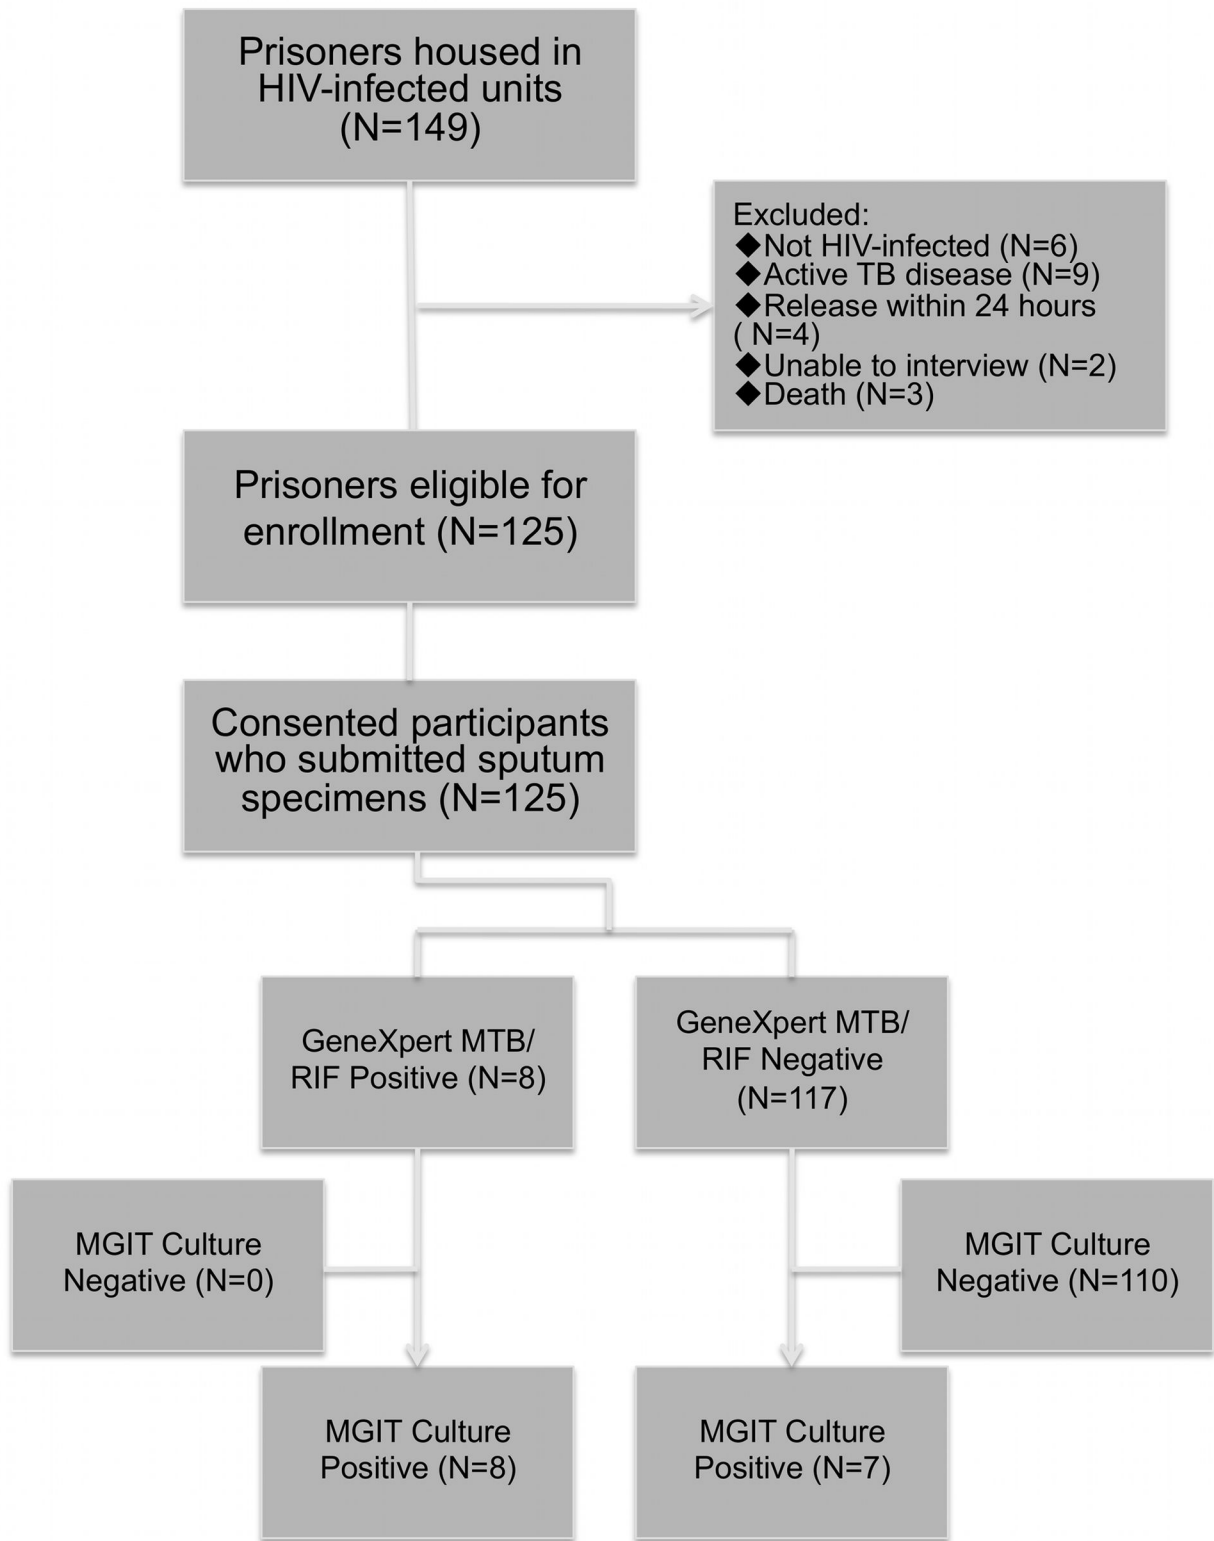 Prisoners housed in
HIV-infected units
(N=149)
Excluded:
◆Not HIV-infected (N=6)
◆Active TB disease (N=9)
◆Release within 24 hours
( N=4)
◆Unable to interview (N=2)
◆Death (N=3)
Prisoners eligible for
enrollment (N=125)
Consented participants
who submitted sputum
specimens (N=125)
GeneXpert MTB/
RIF Positive (N=8)
GeneXpert MTB/
RIF Negative
(N=117)
MGIT Culture
Negative (N=0)
MGIT Culture
Negative (N=110)
MGIT Culture
Positive (N=8)
MGIT Culture
Positive (N=7)